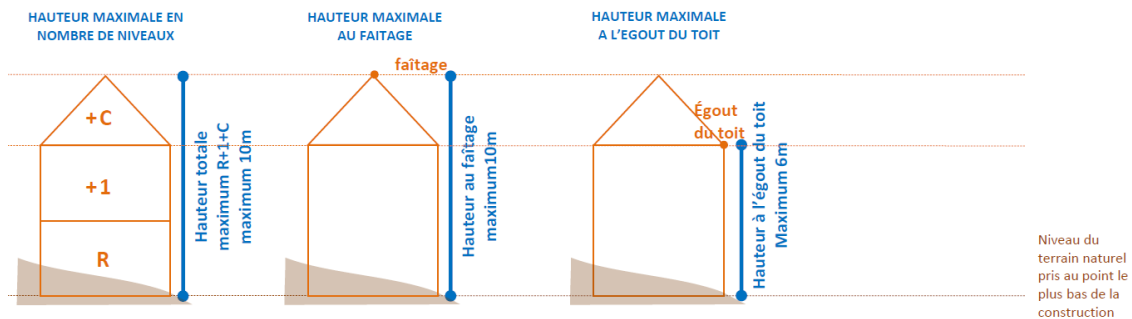 HAUTEUR MAXIMALE EN
NOMBRE DE NIVEAUX
HAUTEUR MAXIMALE
AU FAITAGE
HAUTEUR MAXIMALE
A L'EGOUT DU TOIT
+C
+1
R
Hauteur totale
maximum R+1+C
maximum 10m
faîtage
Hauteur au faîtage
maximum10m
Égout
du toit
Hauteur à l'égout du toit
Maximum 6m
Niveau du
terrain naturel
pris au point le
plus bas de la
construction